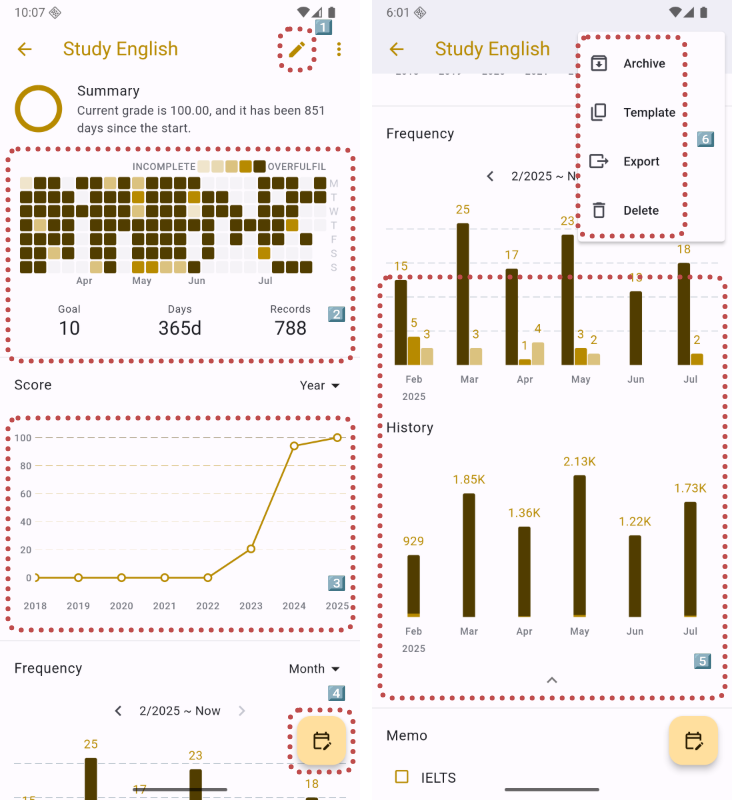 10:07
1
Study English
Summary
Current grade is 100.00, and it has been 851
days since the start.
INCOMPLETE OVERFULFIL
M
T
W
T
F
S
S
Apr May Jun Jul
Goal Days Records
10 365d 788
2
Score Year
100
80
60
40
20
0
2018 2019 2020 2021 2022 2023 2024 2025
3
Frequency Month
4
2/2025 ~ Now
25 23
15 17 18
6:01
Study English
Archive
Template
Export
Delete
6
Frequency
2/2025 ~ N
15 5 3 25 3 17 1 4 23 3 2 13 18 2
Feb Mar Apr May Jun Jul
2025
History
929 1.85K 1.36K 2.13K 1.22K 1.73K
Feb Mar Apr May Jun Jul
2025
5
Memo
IELTS